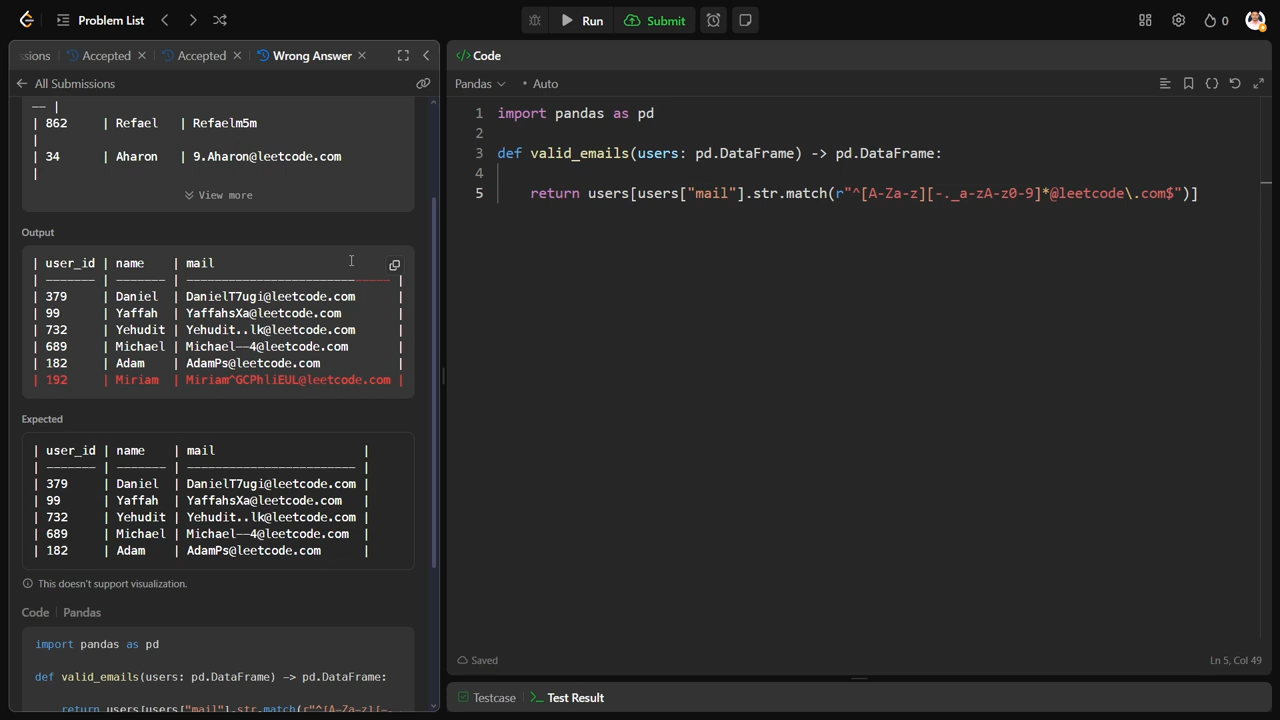 Problem List
Run
Submit
0
ssions
Accepted
Accepted
Wrong Answer
All Submissions
—— |
| 862 | Refael | Refaelm5m
|
| 34 | Aharon | 9.Aharon@leetcode.com
|
View more
Output
| user_id | name | mail
| ——————— | ——————— | ————————————————————————————— |
| 379 | Daniel | DanielT7ugi@leetcode.com |
| 99 | Yaffah | YaffahsXa@leetcode.com |
| 732 | Yehudit | Yehudit..lk@leetcode.com |
| 689 | Michael | Michael--4@leetcode.com |
| 182 | Adam | AdamPs@leetcode.com |
| 192 | Miriam | Miriam^GCPhliEUL@leetcode.com |
Expected
| user_id | name | mail |
| ——————— | ——————— | ———————————————————————— |
| 379 | Daniel | DanielT7ugi@leetcode.com |
| 99 | Yaffah | YaffahsXa@leetcode.com |
| 732 | Yehudit | Yehudit..lk@leetcode.com |
| 689 | Michael | Michael--4@leetcode.com |
| 182 | Adam | AdamPs@leetcode.com |
This doesn't support visualization.
Code | Pandas
import pandas as pd
def valid_emails(users: pd.DataFrame) -> pd.DataFrame:
return users[users["mail"].str.match(r"^[A-Za-z][-.
Code
Pandas
Auto
1 import pandas as pd
2
3 def valid_emails(users: pd.DataFrame) -> pd.DataFrame:
4
5 return users[users["mail"].str.match(r"^[A-Za-z][-._a-zA-z0-9]*@leetcode\.com$")]
Saved
Ln 5, Col 49
Testcase
Test Result